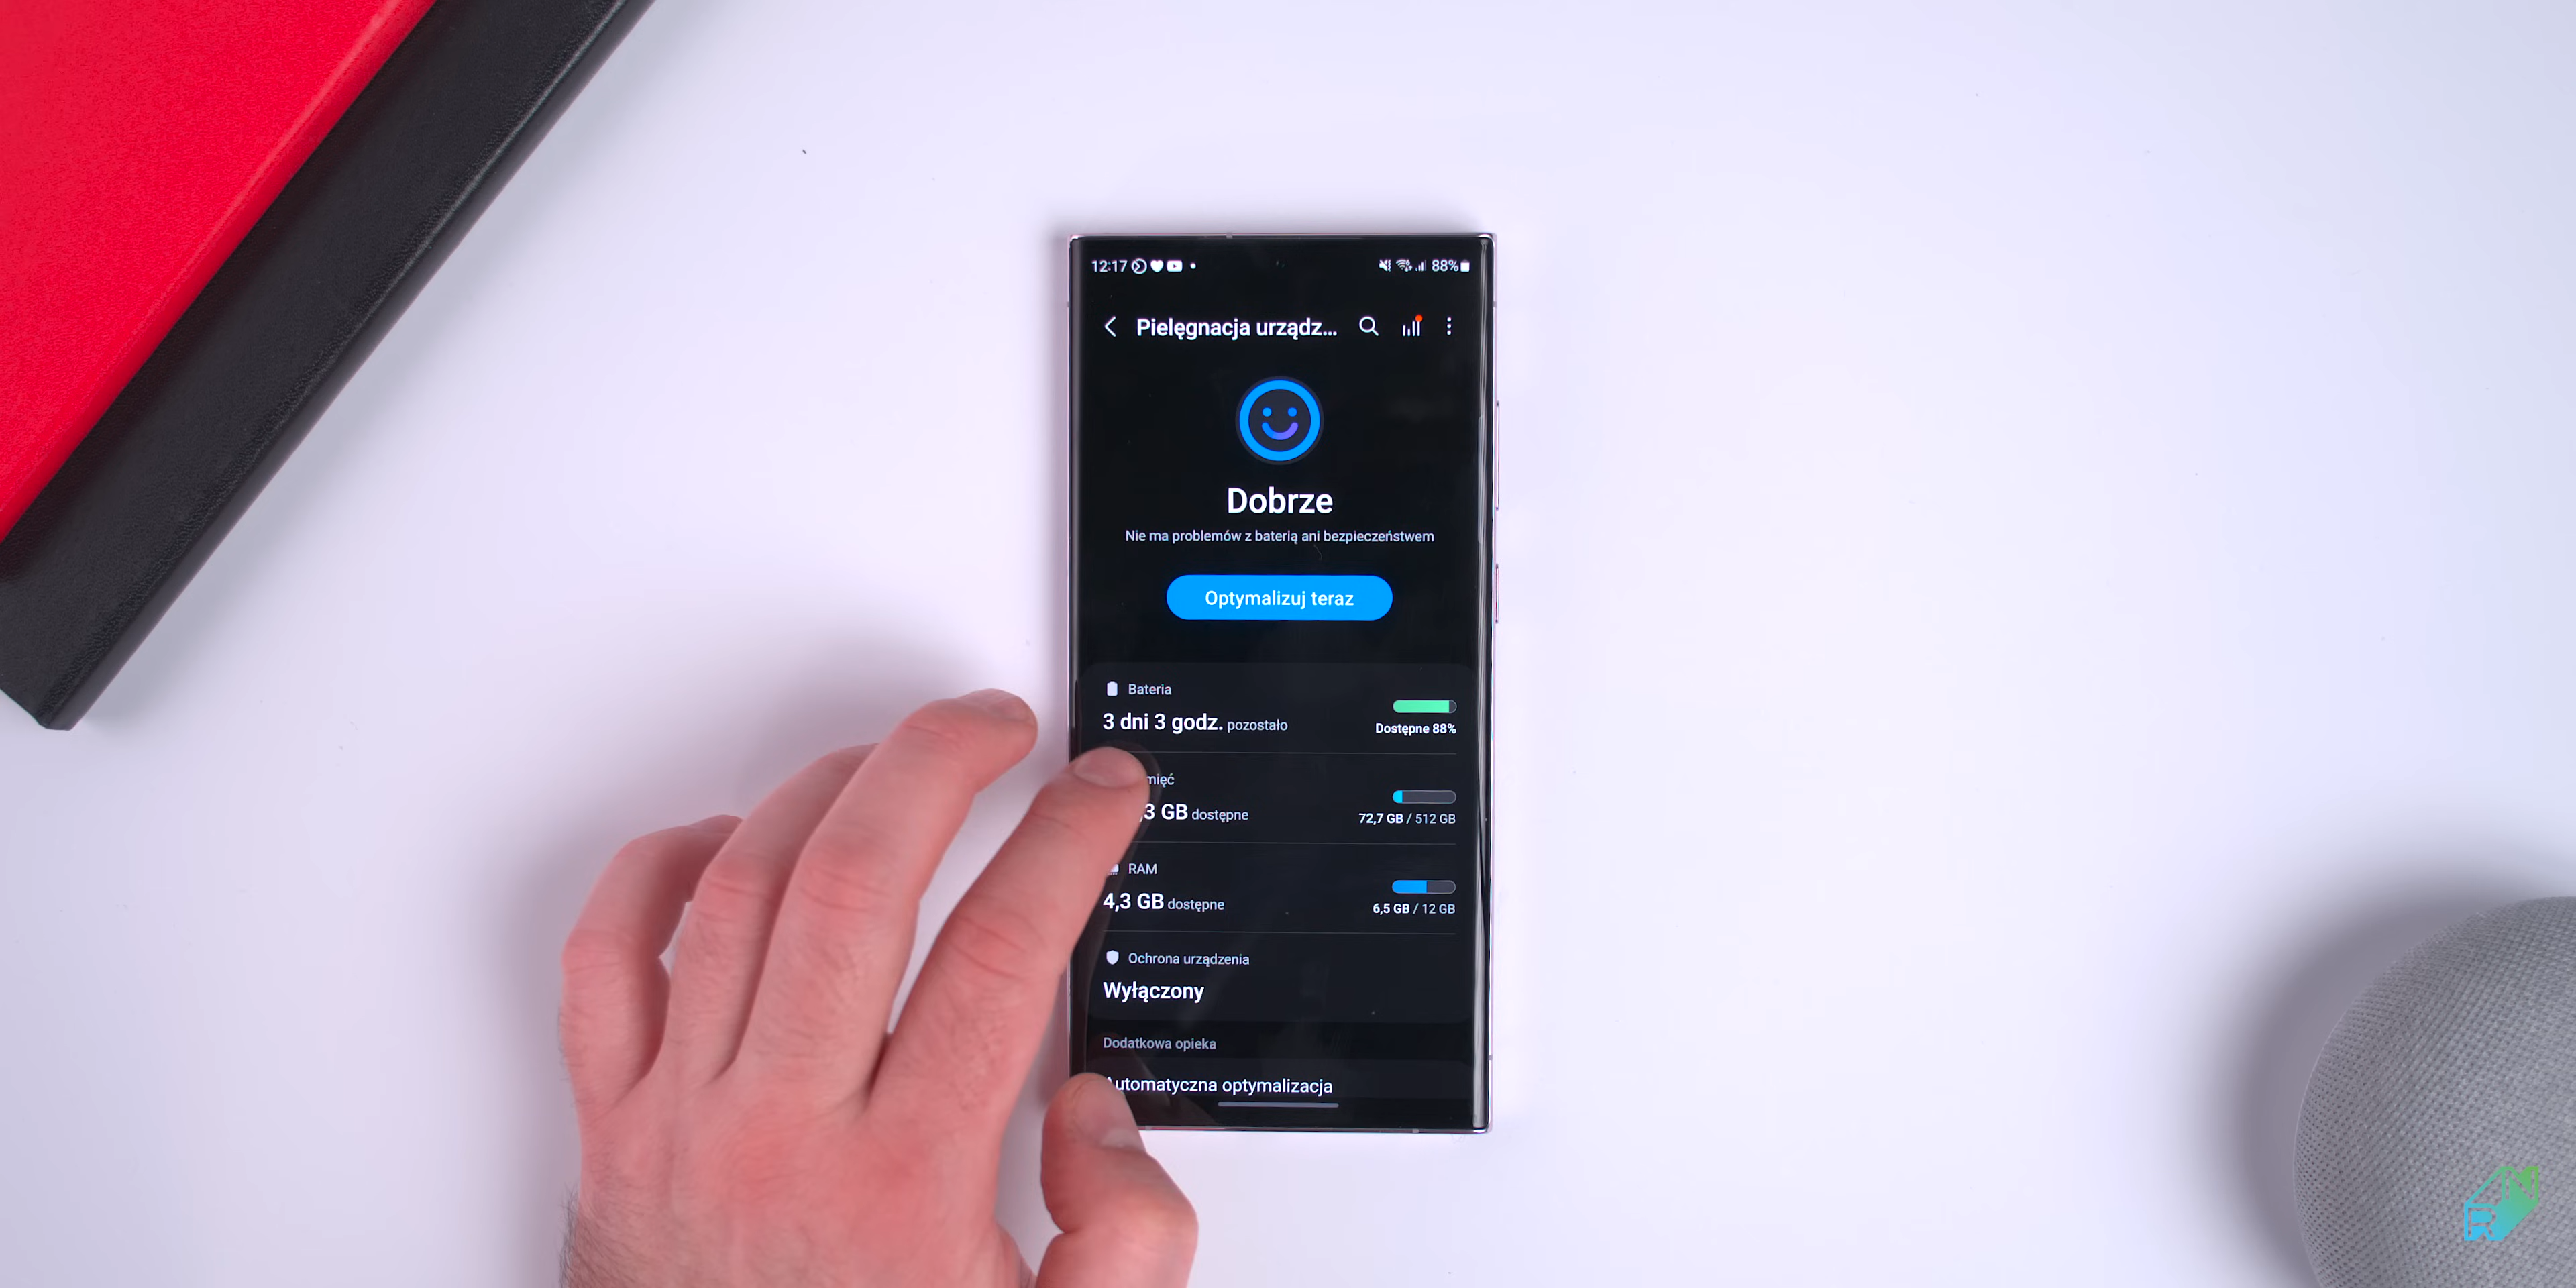 12:17 88%
Pielęgnacja urządz...
Dobrze
Nie ma problemów z baterią ani bezpieczeństwem
Optymalizuj teraz
Bateria
3 dni 3 godz. pozostało
Dostępne 88%
3 GB dostępne
72,7 GB / 512 GB
RAM
4,3 GB dostępne
6,5 GB / 12 GB
Ochrona urządzenia
Wyłączony
Dodatkowa opieka
Automatyczna optymalizacja